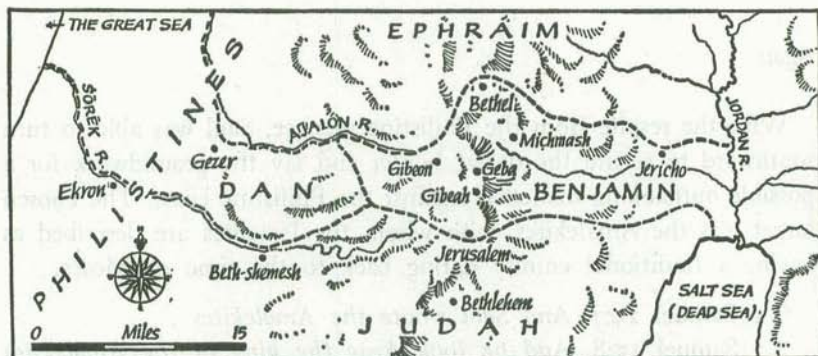 ← THE GREAT SEA
EPHRAIM
SOREK R.
PHILISTINES
AIJALON R.
Bethel
Michmash
JORDAN R.
Gezer
Gibeon
Geba
Jericho
Ekron
DAN
BENJAMIN
Gibeah
Beth-shemesh
Jerusalem
Bethlehem
SALT SEA
(DEAD SEA)
0 Miles 15
JUDAH